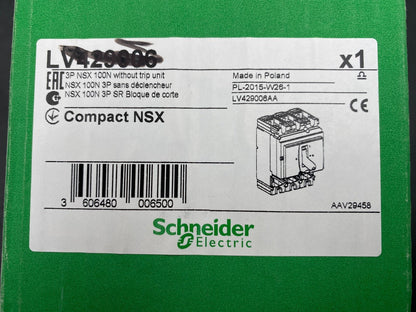 LV429006
x1
EAC
3P NSX 100N without trip unit
NSX 100N 3P sans déclencheur
NSX 100N 3P SR Bloque de corte
Made in Poland
PL-2015-W26-1
LV429006AA
CE
Compact NSX
3 606480 006500
AAV29458
Schneider
Electric